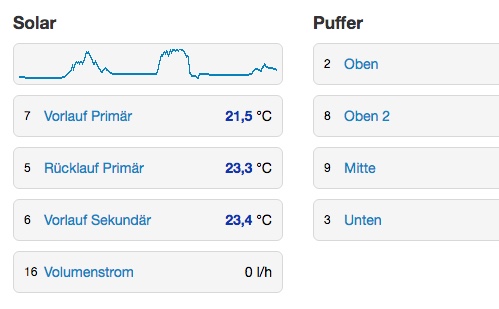 Solar
7 Vorlauf Primär 21,5 °C
5 Rücklauf Primär 23,3 °C
6 Vorlauf Sekundär 23,4 °C
16 Volumenstrom 0 l/h
Puffer
2 Oben
8 Oben 2
9 Mitte
3 Unten